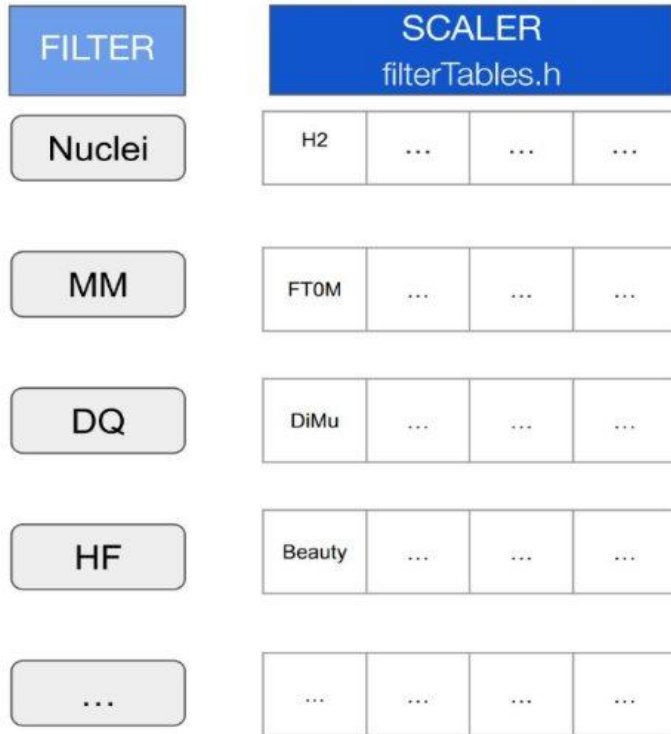 FILTER
SCALER
filterTables.h
Nuclei
H2 ... ... ...
MM
FT0M ... ... ...
DQ
DiMu ... ... ...
HF
Beauty ... ... ...
...
... ... ... ...